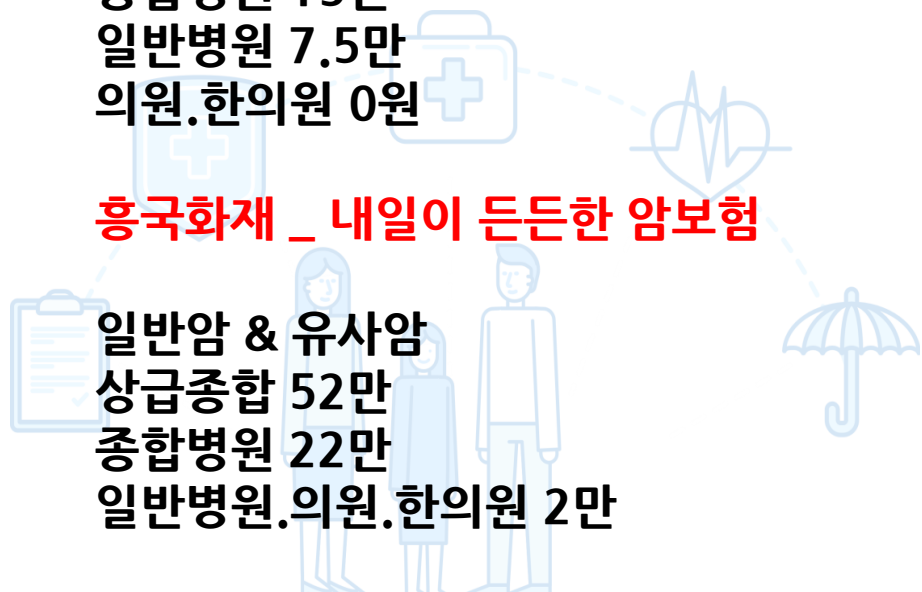 일반병원 7.5만
의원.한의원 0원
흥국화재 _ 내일이 든든한 암보험
일반암 & 유사암
상급종합 52만
종합병원 22만
일반병원.의원.한의원 2만